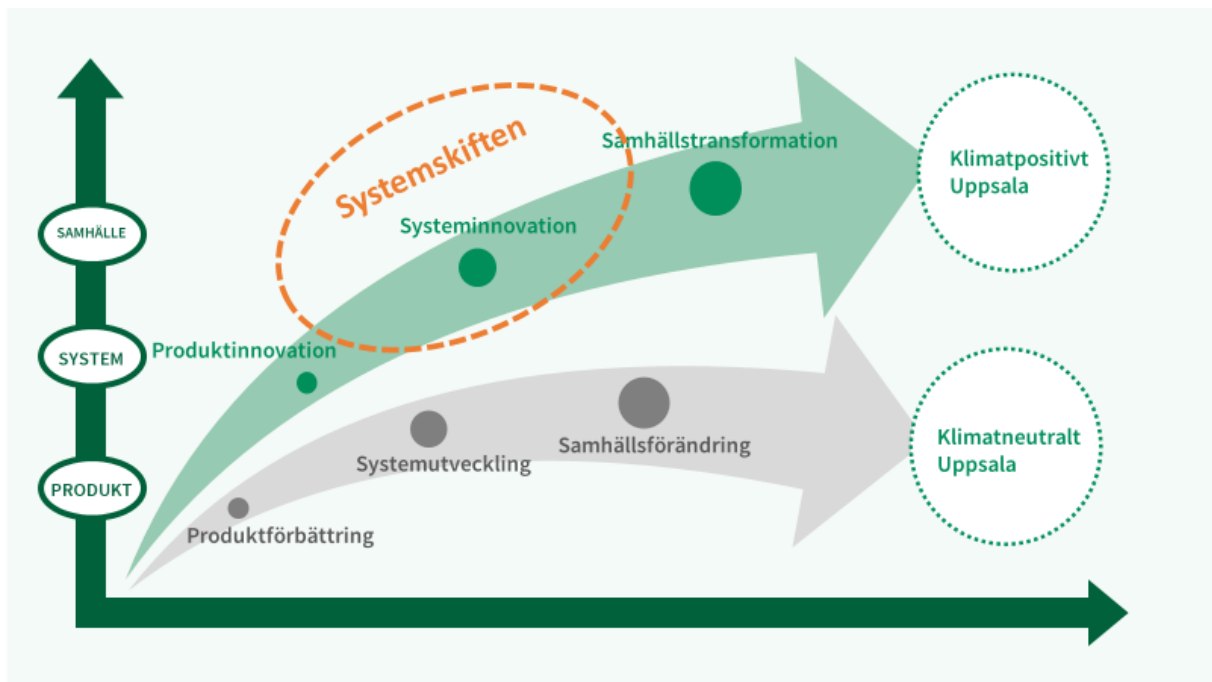 Systemskiften
Samhällstransformation
Klimatpositivt
Uppsala
SAMHÄLLE
Systeminnovation
SYSTEM
Produktinnovation
Klimatneutralt
Uppsala
Samhällsförändring
Systemutveckling
PRODUKT
Produktförbättring